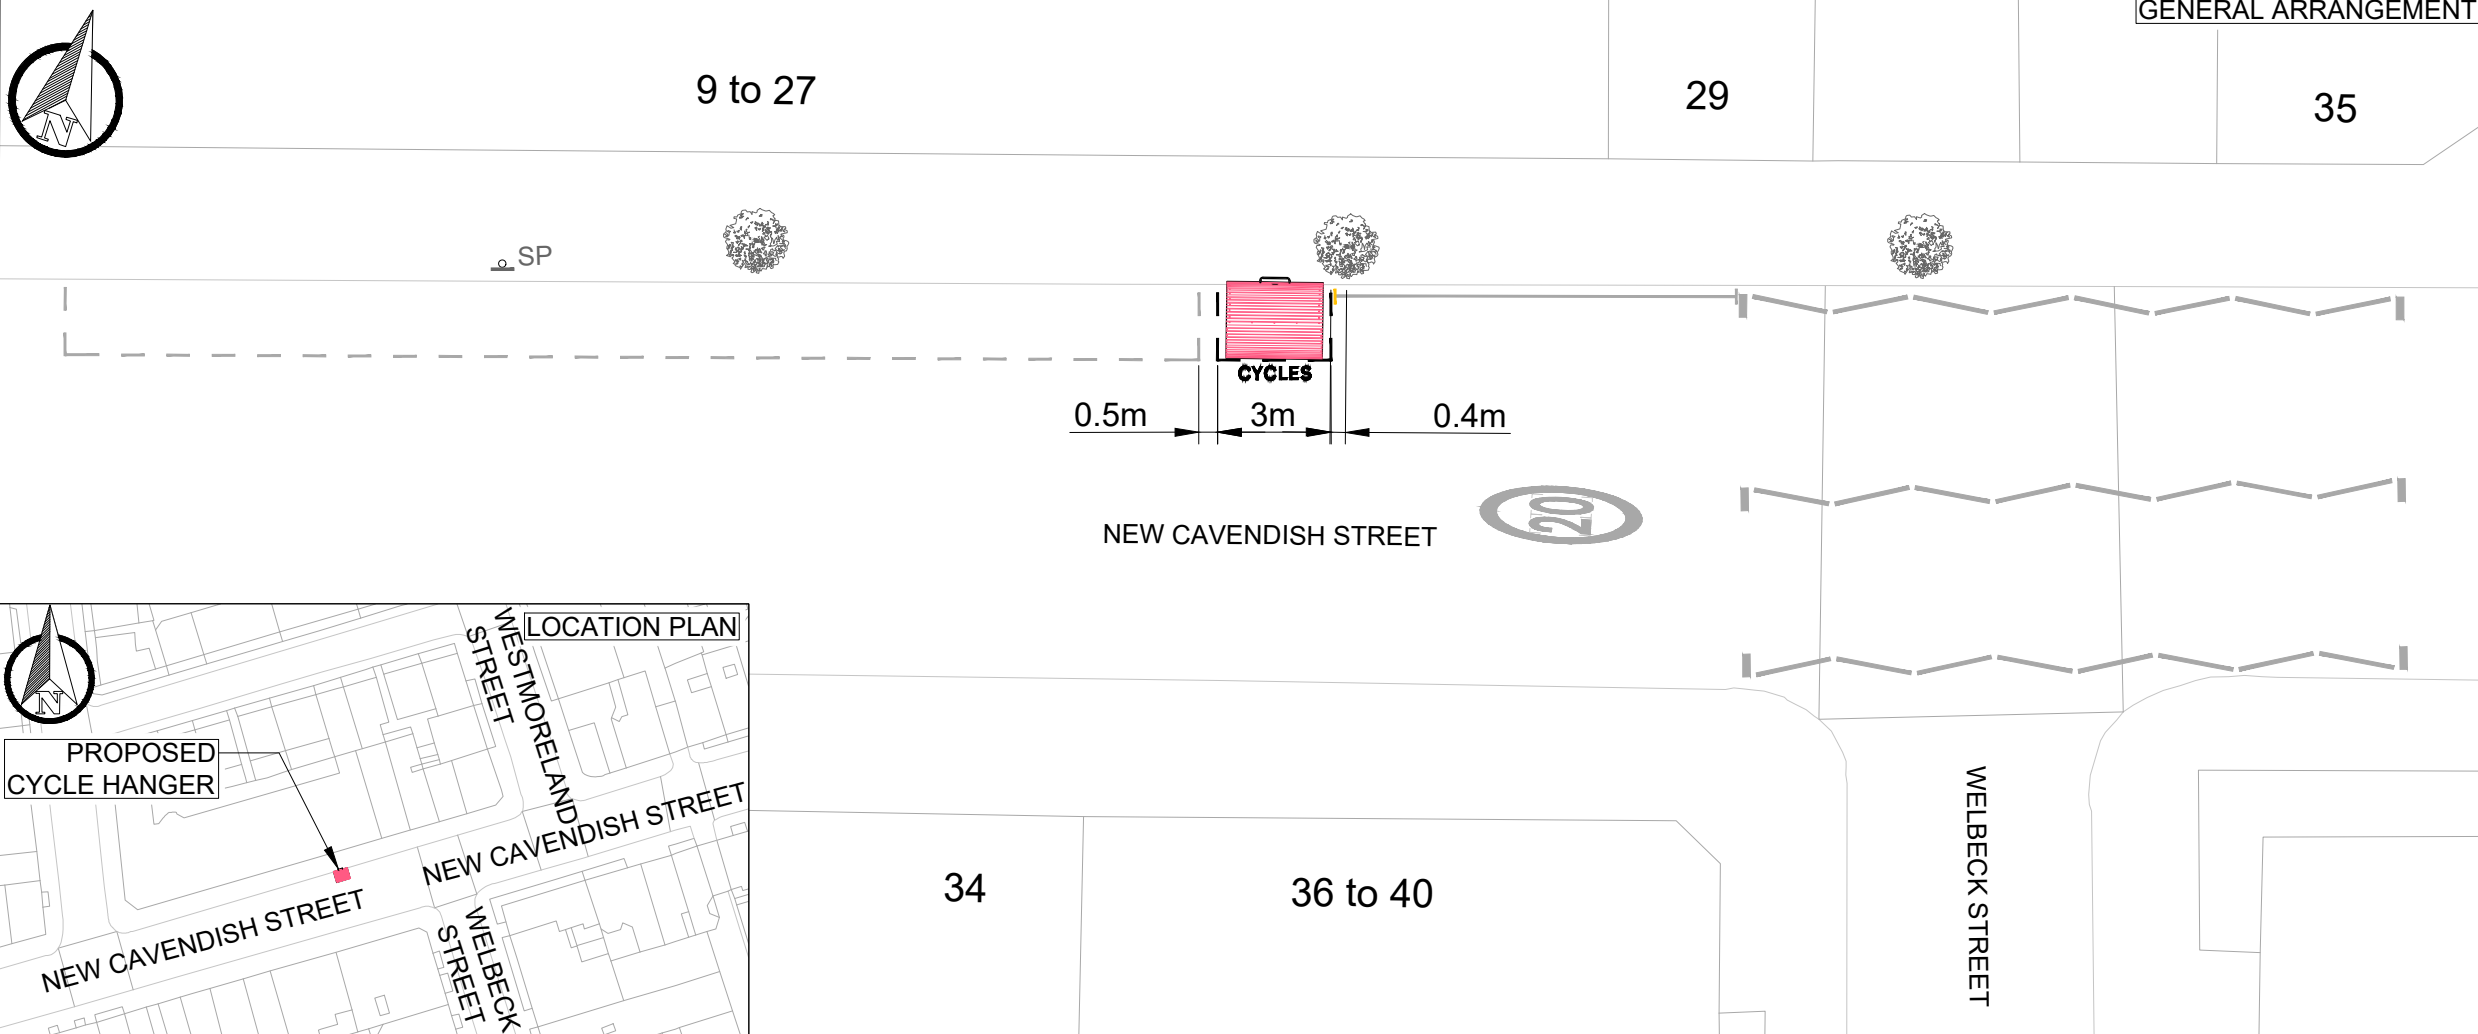 GENERAL ARRANGEMENT
N
9 to 27
29
35
SP
CYCLES
0.5m
3m
0.4m
20
NEW CAVENDISH STREET
LOCATION PLAN
N
WESTMORELAND
STREET
PROPOSED
CYCLE HANGER
NEW CAVENDISH STREET
NEW CAVENDISH STREET
WELBECK
STREET
34
36 to 40
WELBECK STREET